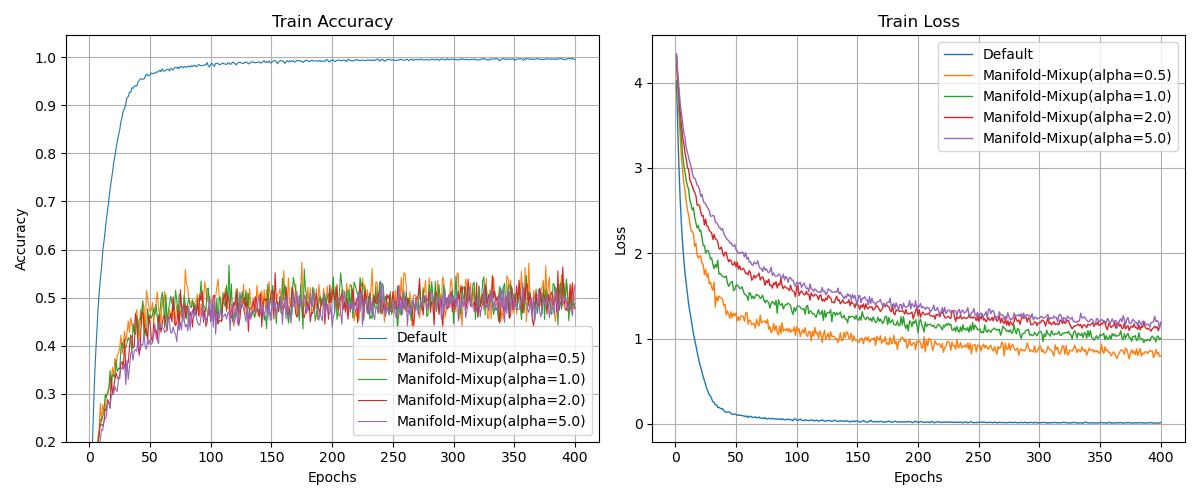 Train Accuracy
Accuracy
1.0
0.9
0.8
0.7
0.6
0.5
0.4
0.3
0.2
0 50 100 150 200 250 300 350 400
Epochs
Default
Manifold-Mixup(alpha=0.5)
Manifold-Mixup(alpha=1.0)
Manifold-Mixup(alpha=2.0)
Manifold-Mixup(alpha=5.0)
Train Loss
Loss
4
3
2
1
0
0 50 100 150 200 250 300 350 400
Epochs
Default
Manifold-Mixup(alpha=0.5)
Manifold-Mixup(alpha=1.0)
Manifold-Mixup(alpha=2.0)
Manifold-Mixup(alpha=5.0)